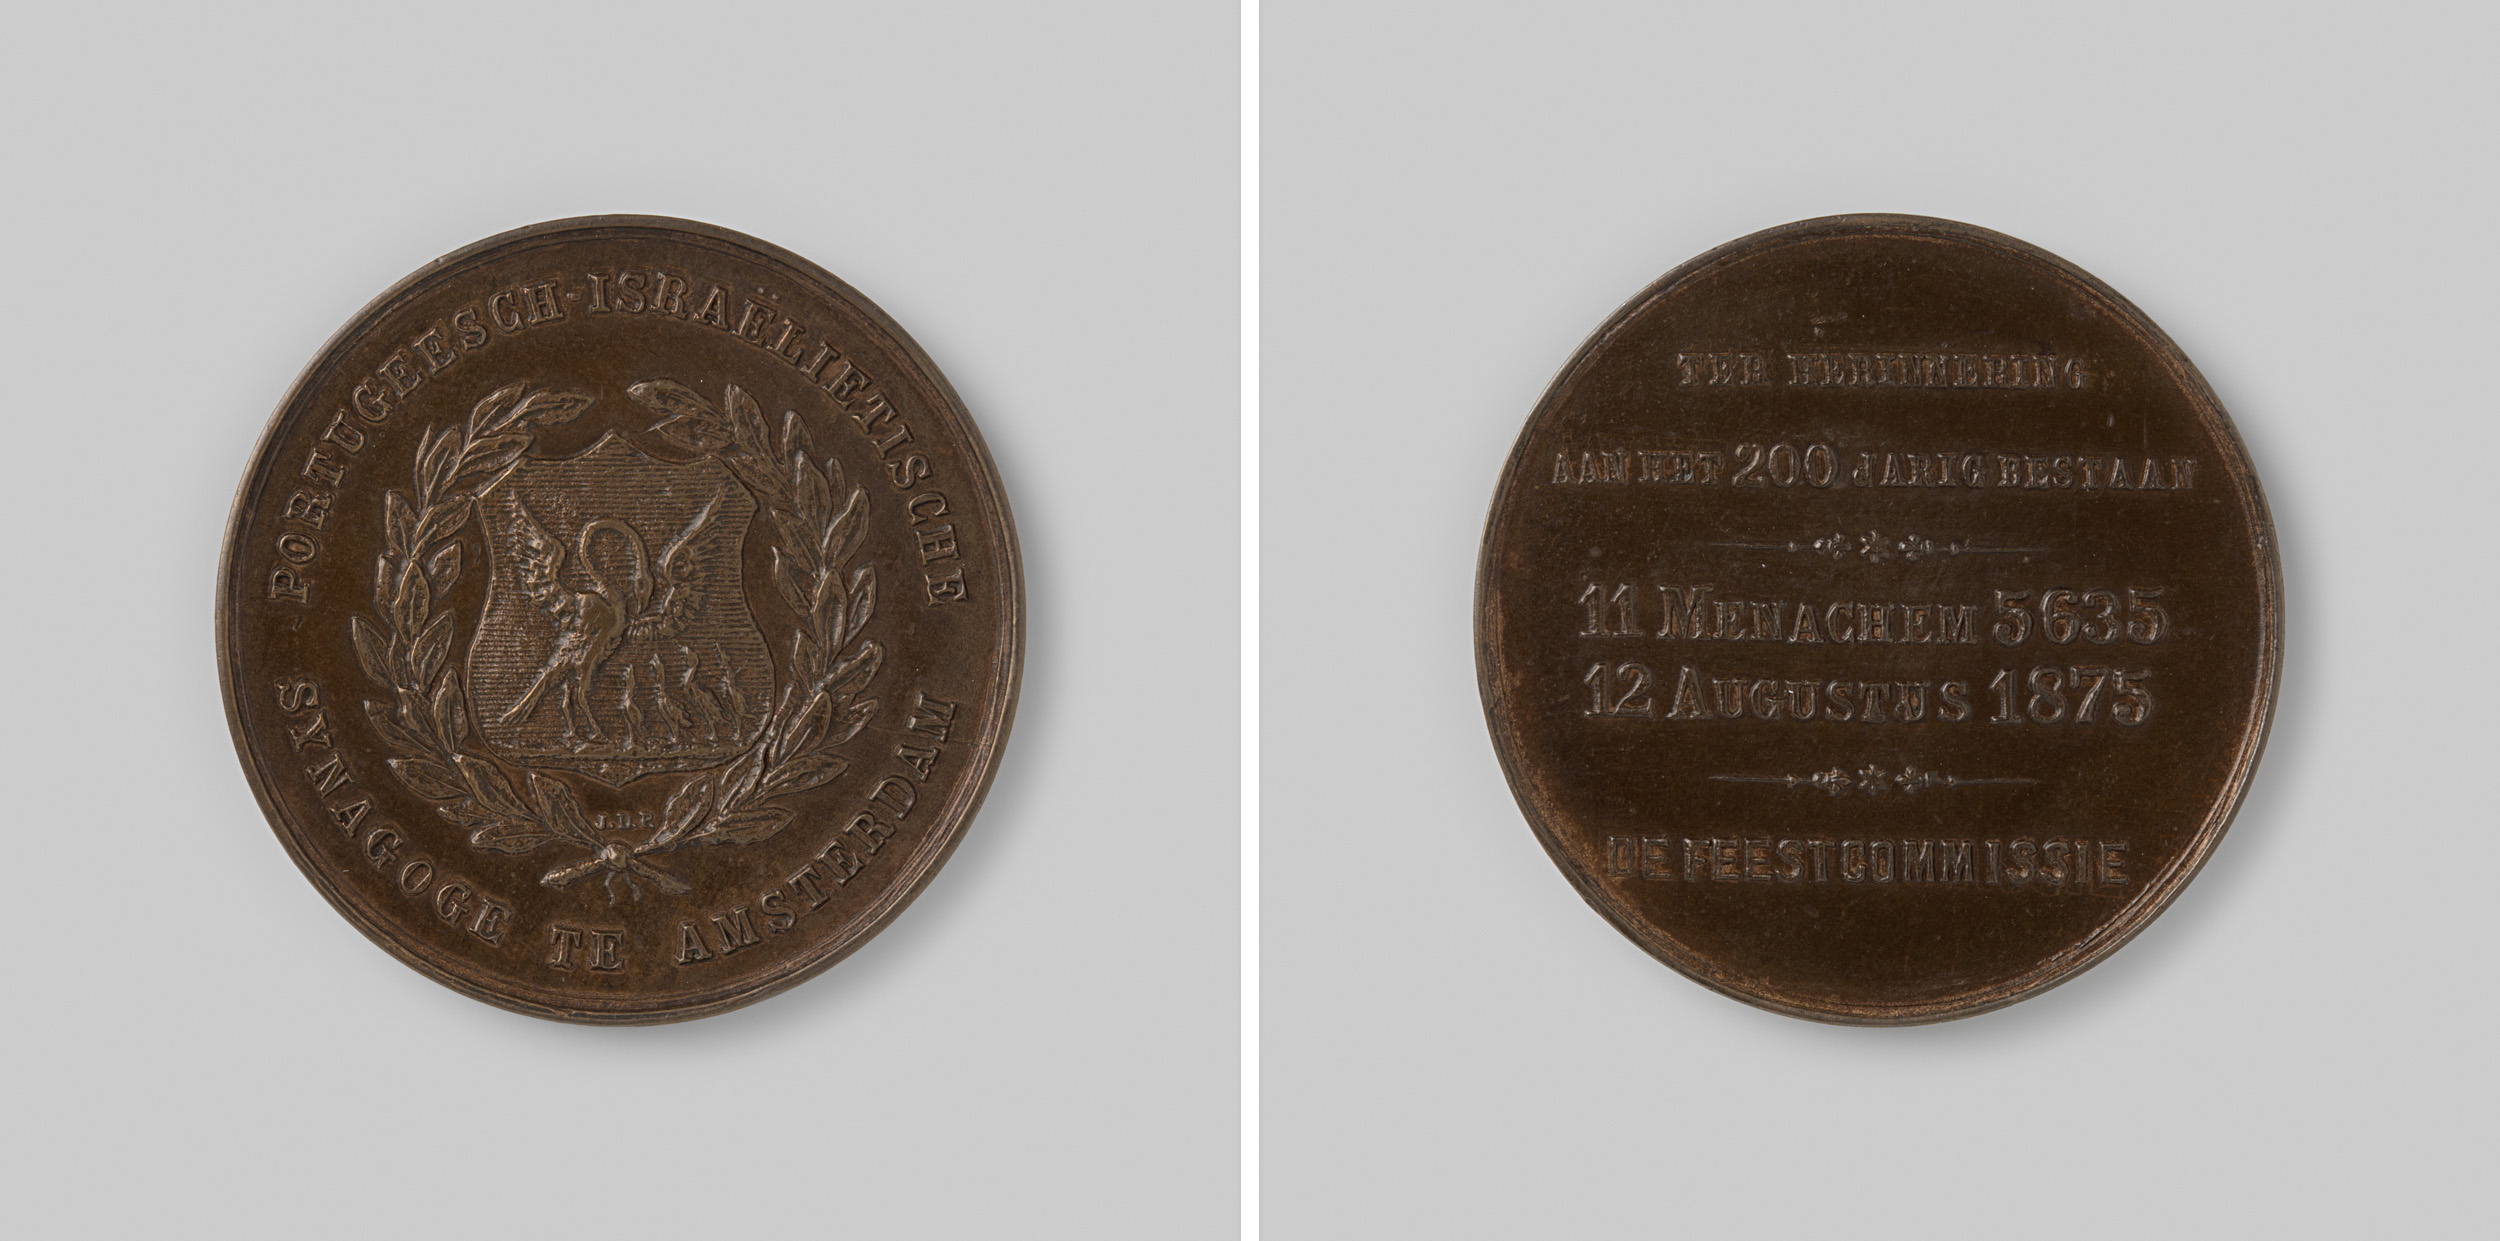 PORTUGEESCH-ISRAËLIETISCHE
SYNAGOGE TE AMSTERDAM
J.D.P.
TER HERINNERING
AAN HET 200 JARIG BESTAAN
11 MENACHEM 5635
12 AUGUSTUS 1875
DE FEESTCOMMISSIE